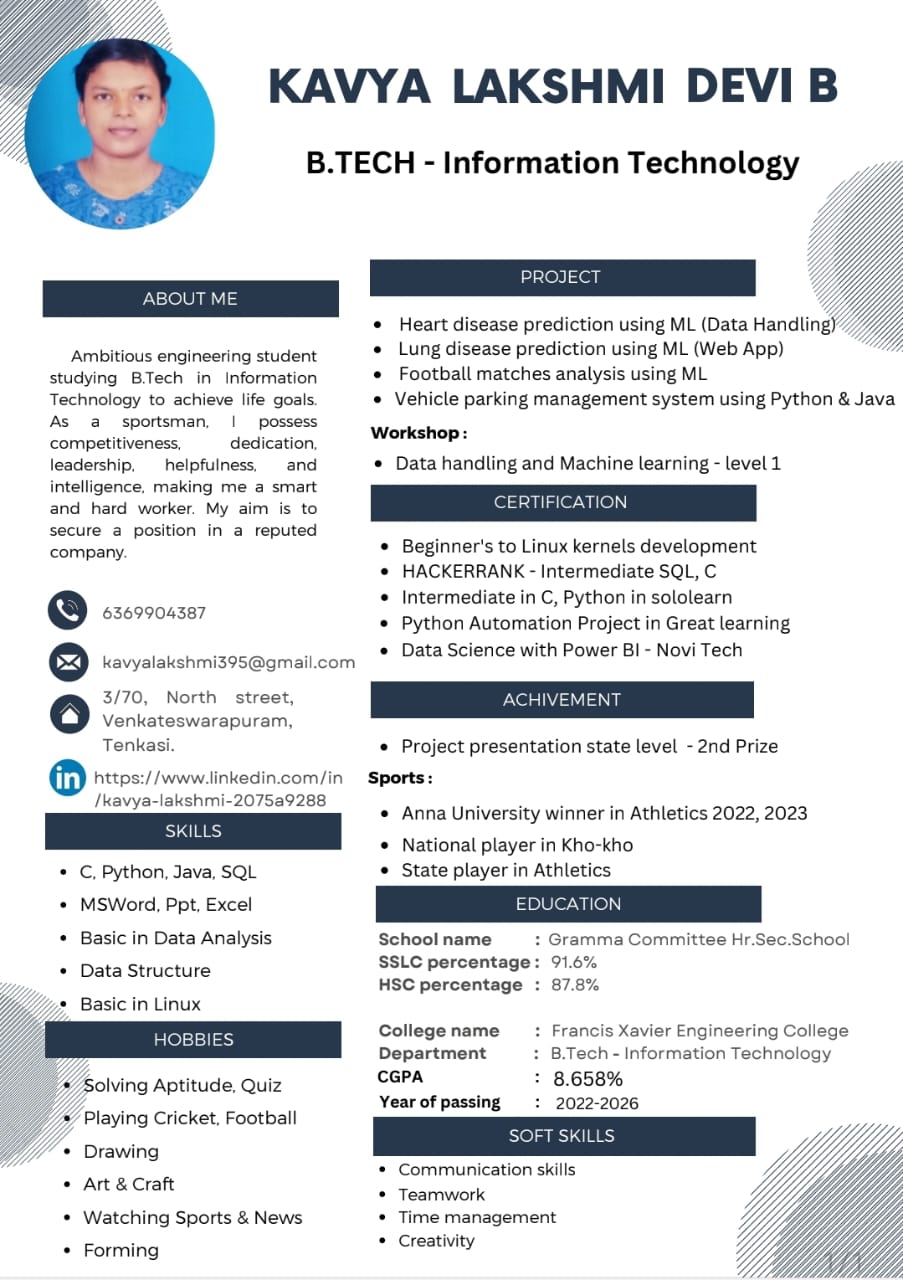 KAVYA LAKSHMI DEVI B
B.TECH - Information Technology
ABOUT ME
Ambitious engineering student
studying B.Tech in Information
Technology to achieve life goals.
As a sportsman, I possess
competitiveness, dedication,
leadership, helpfulness, and
intelligence, making me a smart
and hard worker. My aim is to
secure a position in a reputed
company.
6369904387
kavyalakshmi395@gmail.com
3/70, North street,
Venkateswarapuram,
Tenkasi.
in
https://www.linkedin.com/in
/kavya-lakshmi-2075a9288
SKILLS
• C, Python, Java, SQL
• MSWord, Ppt, Excel
• Basic in Data Analysis
• Data Structure
• Basic in Linux
HOBBIES
• Solving Aptitude, Quiz
• Playing Cricket, Football
• Drawing
• Art & Craft
• Watching Sports & News
• Forming
PROJECT
• Heart disease prediction using ML (Data Handling)
• Lung disease prediction using ML (Web App)
• Football matches analysis using ML
• Vehicle parking management system using Python & Java
Workshop :
• Data handling and Machine learning - level 1
CERTIFICATION
• Beginner's to Linux kernels development
• HACKERRANK - Intermediate SQL, C
• Intermediate in C, Python in sololearn
• Python Automation Project in Great learning
• Data Science with Power BI - Novi Tech
ACHIVEMENT
• Project presentation state level - 2nd Prize
Sports :
• Anna University winner in Athletics 2022, 2023
• National player in Kho-kho
• State player in Athletics
EDUCATION
School name : Gramma Committee Hr.Sec.School
SSLC percentage : 91.6%
HSC percentage : 87.8%
College name : Francis Xavier Engineering College
Department : B.Tech - Information Technology
CGPA : 8.658%
Year of passing : 2022-2026
SOFT SKILLS
• Communication skills
• Teamwork
• Time management
• Creativity
1/1